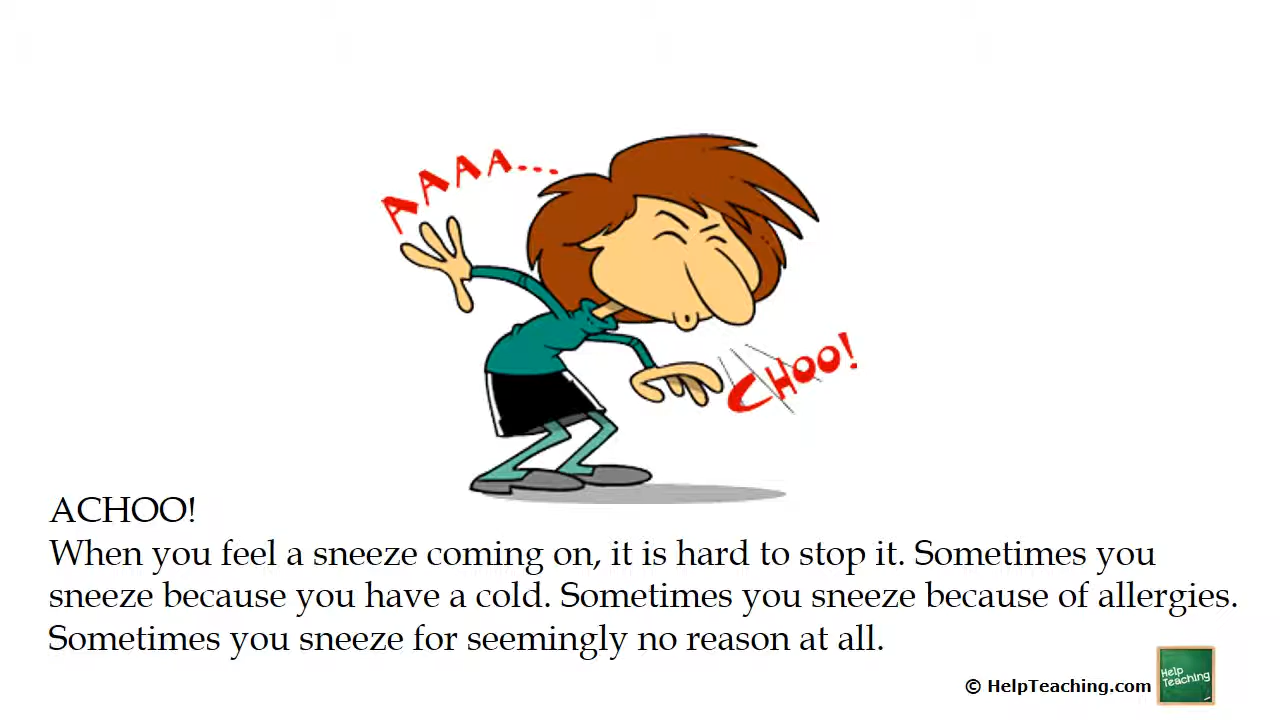 AAAA...
CHOO!
ACHOO!
When you feel a sneeze coming on, it is hard to stop it. Sometimes you
sneeze because you have a cold. Sometimes you sneeze because of allergies.
Sometimes you sneeze for seemingly no reason at all.
© HelpTeaching.com
Help
Teaching